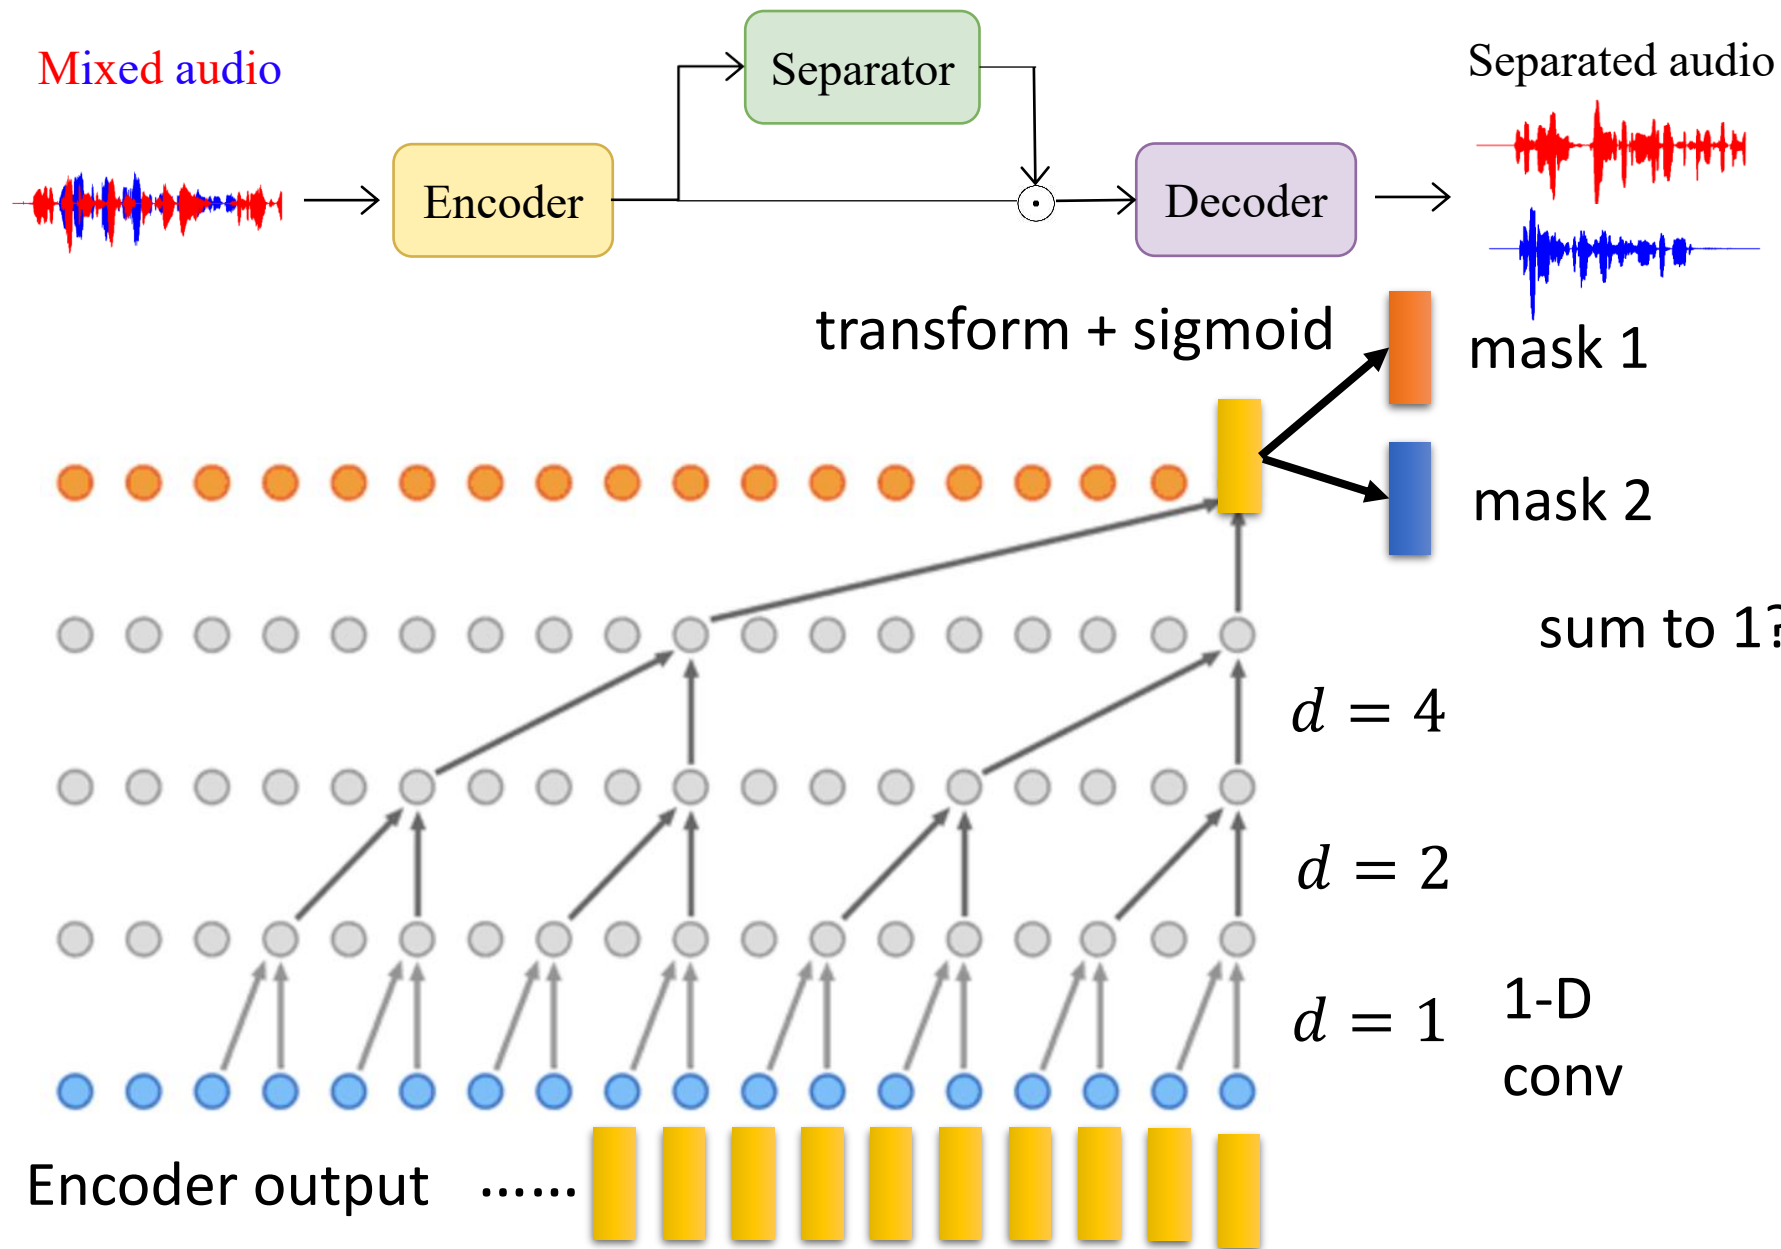 Mixed audio
Separator
Separated audio
Encoder
Decoder
transform + sigmoid
mask 1
mask 2
sum to 1?
d = 4
d = 2
d = 1
1-D
conv
Encoder output ......